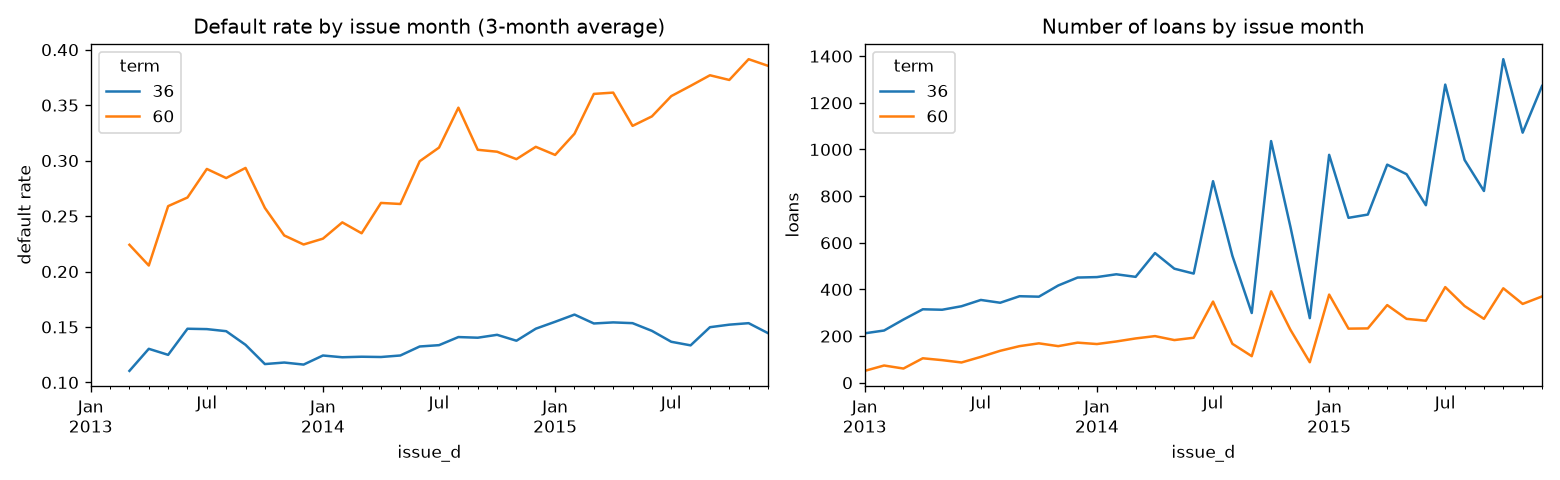 Default rate by issue month (3-month average)
0.40
0.35
0.30
0.25
0.20
0.15
0.10
default rate
term
36
60
Jan
2013
Jul
Jan
2014
Jul
Jan
2015
Jul
issue_d
Number of loans by issue month
1400
1200
1000
800
600
400
200
0
loans
term
36
60
Jan
2013
Jul
Jan
2014
Jul
Jan
2015
Jul
issue_d